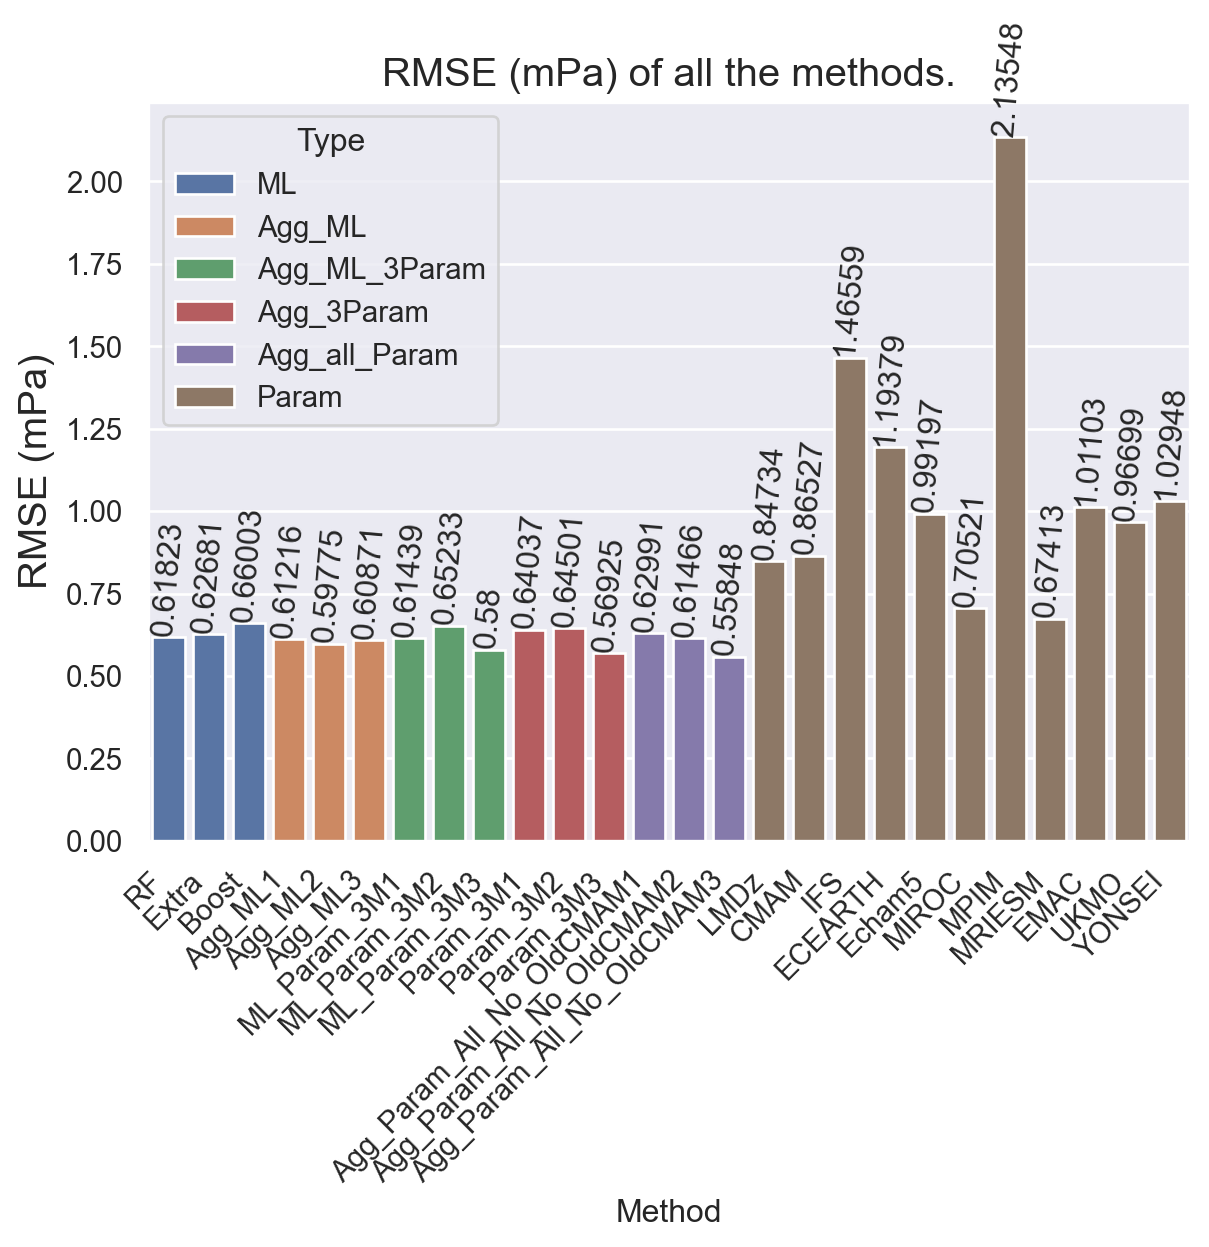 RMSE (mPa) of all the methods.
Type
ML
Agg_ML
Agg_ML_3Param
Agg_3Param
Agg_all_Param
Param
RMSE (mPa)
2.00
1.75
1.50
1.25
1.00
0.75
0.50
0.25
0.00
0.61823
0.62681
0.66003
0.61216
0.59775
0.60871
0.61439
0.65233
0.58
0.64037
0.64501
0.56925
0.62991
0.61466
0.55848
0.84734
0.86527
1.46559
1.19379
0.99197
0.70521
2.13548
0.67413
1.01103
0.96699
1.02948
RF
Extra
Boost
Agg_ML1
Agg_ML2
Agg_ML3
ML_Param_3M1
ML_Param_3M2
ML_Param_3M3
Param_3M1
Param_3M2
Param_3M3
Agg_Param_All_No_OldCMAM1
Agg_Param_All_No_OldCMAM2
Agg_Param_All_No_OldCMAM3
LMDz
CMAM
IFS
ECEARTH
Echam5
MIROC
MPIM
MRIESM
EMAC
UKMO
YONSEI
Method